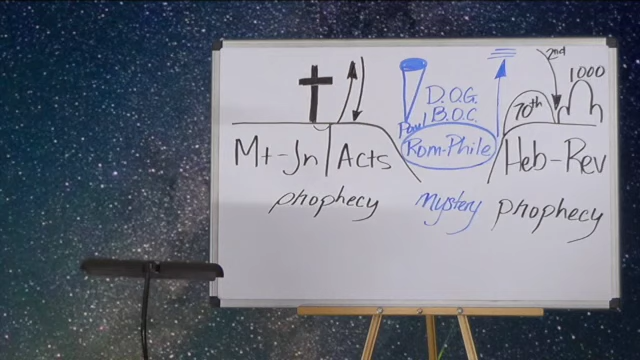 2nd
1000
D.O.G.
B.O.C.
70th
Paul
Mt-Jn Acts Rom-Phile Heb-Rev
prophecy mystery prophecy